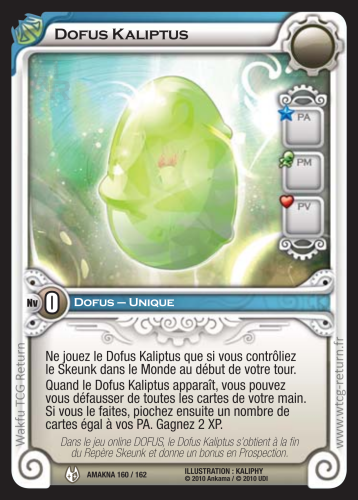 Dofus Kaliptus
PA
PM
PV
Nv 0 Dofus – Unique
Ne jouez le Dofus Kaliptus que si vous contrôliez
le Skeunk dans le Monde au début de votre tour.
Quand le Dofus Kaliptus apparaît, vous pouvez
vous défausser de toutes les cartes de votre main.
Si vous le faites, piochez ensuite un nombre de
cartes égal à vos PA. Gagnez 2 XP.
Dans le jeu online DOFUS, le Dofus Kaliptus s'obtient à la fin
du Repère Skeunk et donne un bonus en Prospection.
AMAKNA 160 / 162
ILLUSTRATION : KALIPHY
© 2010 Ankama / © 2010 UDI
Wakfu TCG Return
www.wtcg-return.fr